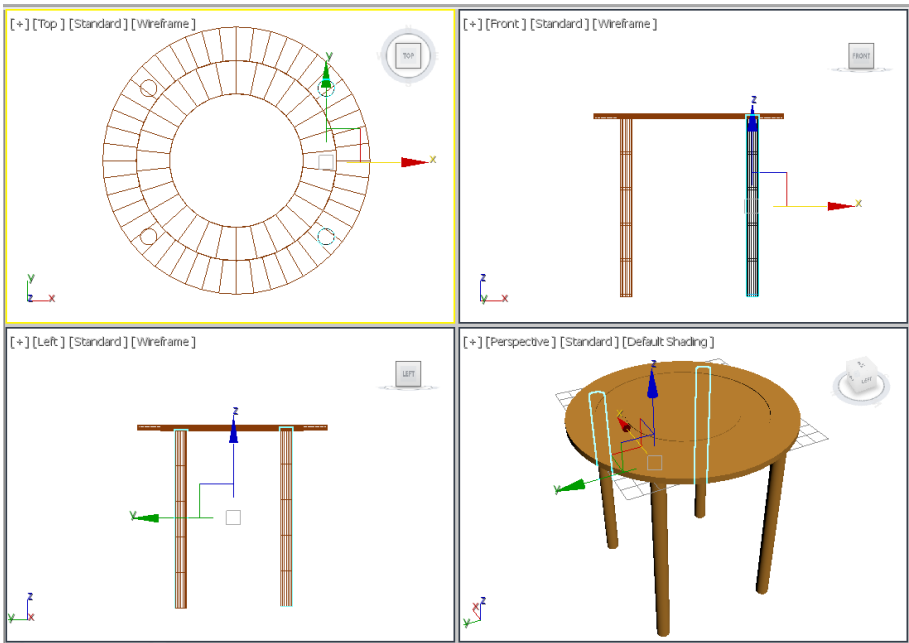 [+] [Top] [Standard] [Wireframe]
TOP
y
x
y
z x
[+] [Front] [Standard] [Wireframe]
FRONT
z
x
z
y x
[+] [Left] [Standard] [Wireframe]
LEFT
z
y
z
y x
[+] [Perspective] [Standard] [Default Shading]
LEFT
z
x
y
z
x
y